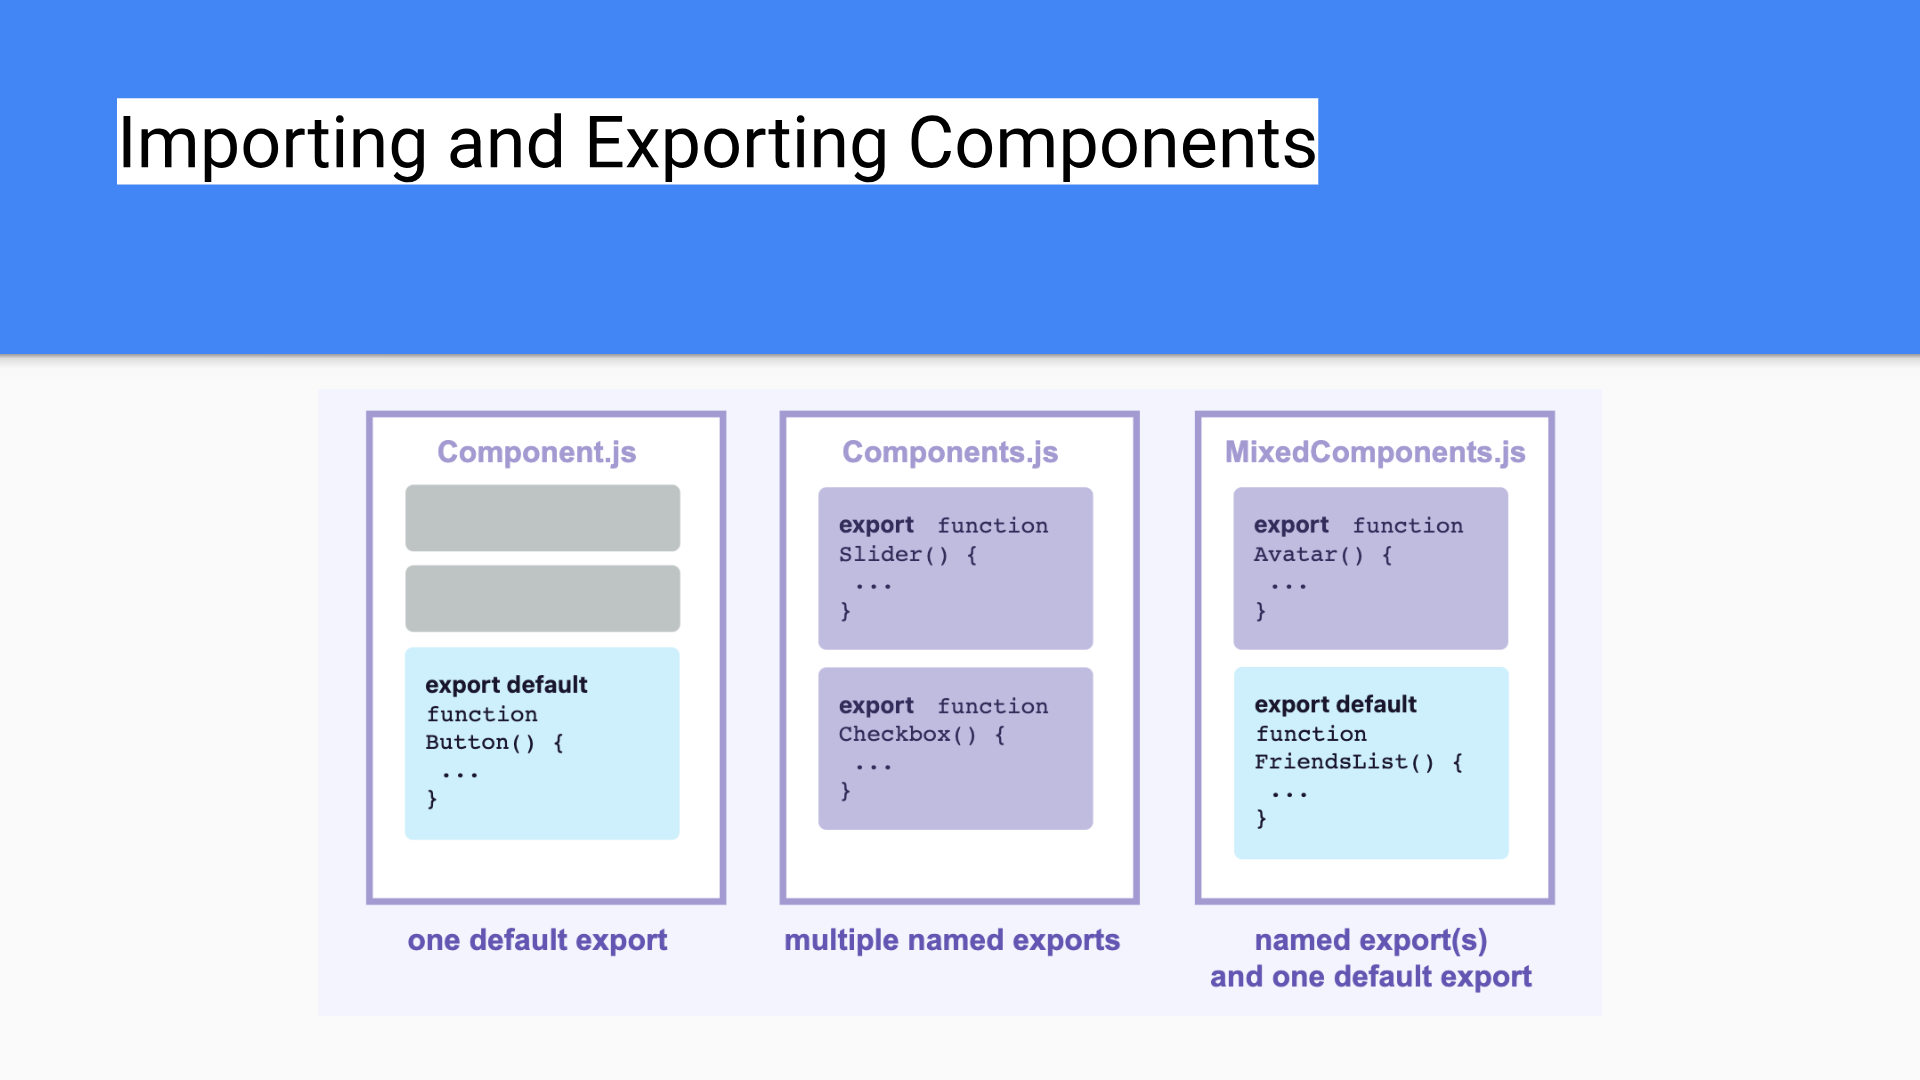 Importing and Exporting Components
Component.js
export default
function
Button() {
...
}
one default export
Components.js
export function
Slider() {
...
}
export function
Checkbox() {
...
}
multiple named exports
MixedComponents.js
export function
Avatar() {
...
}
export default
function
FriendsList() {
...
}
named export(s)
and one default export